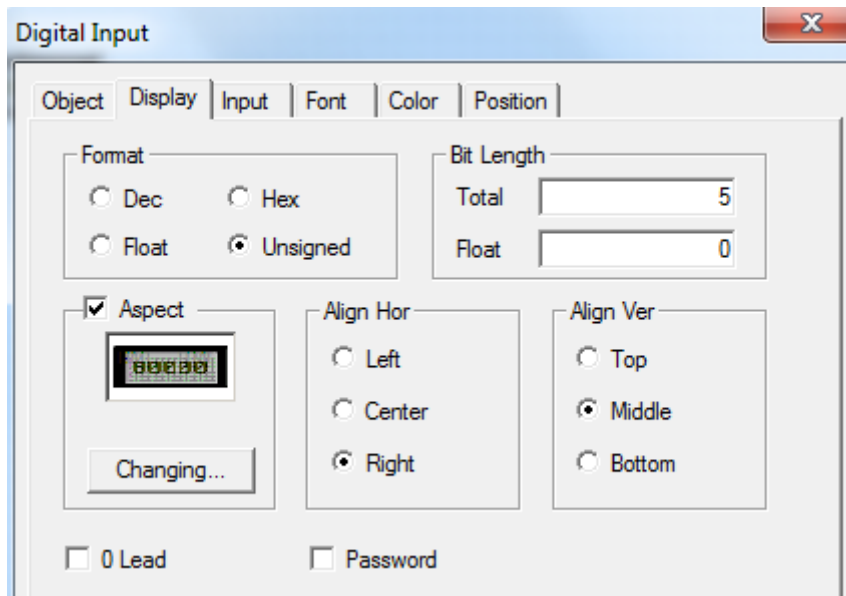 Digital Input
Object Display Input Font Color Position
Format
Dec Hex
Float Unsigned
Bit Length
Total 5
Float 0
Aspect
Changing...
Align Hor
Left
Center
Right
Align Ver
Top
Middle
Bottom
0 Lead Password